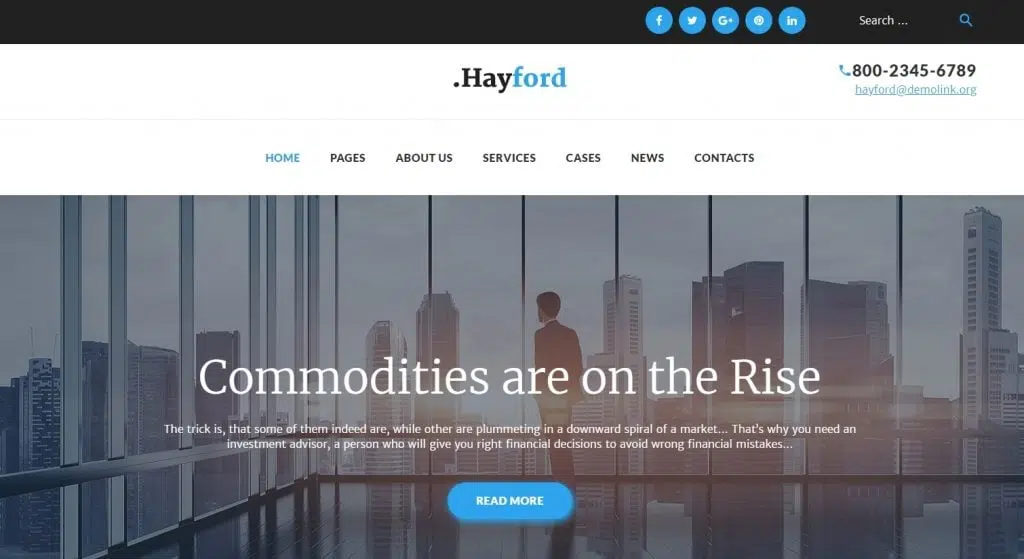 Search ...
.Hayford
800-2345-6789
hayford@demolink.org
HOME PAGES ABOUT US SERVICES CASES NEWS CONTACTS
Commodities are on the Rise
The trick is, that some of them indeed are, while other are plummeting in a downward spiral of a market... That's why you need an
investment advisor, a person who will give you right financial decisions to avoid wrong financial mistakes...
READ MORE